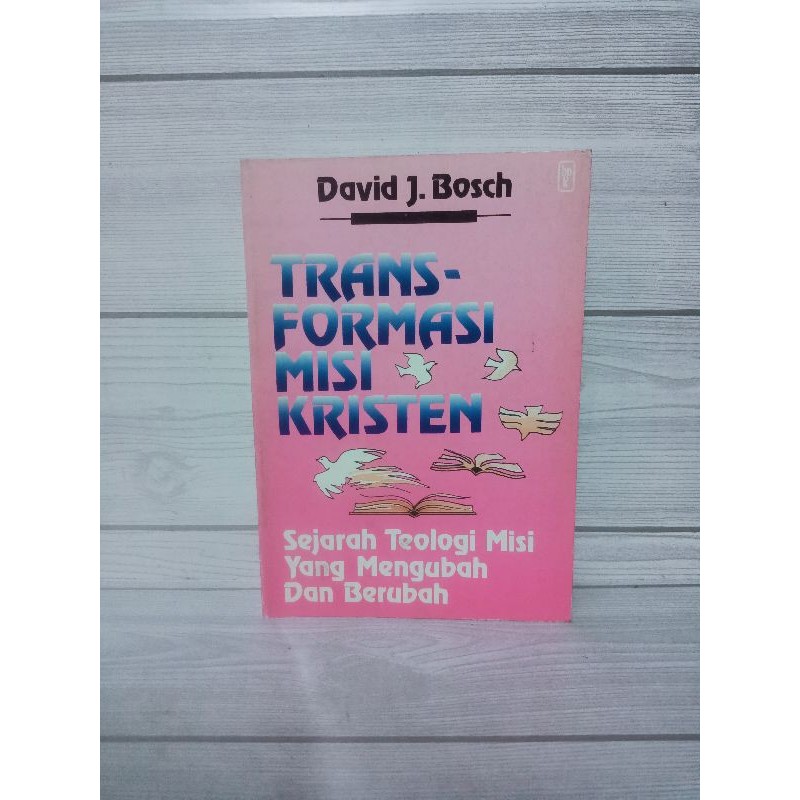 David J. Bosch
TRANS-
FORMASI
MISI
KRISTEN
Sejarah Teologi Misi
Yang Mengubah
Dan Berubah